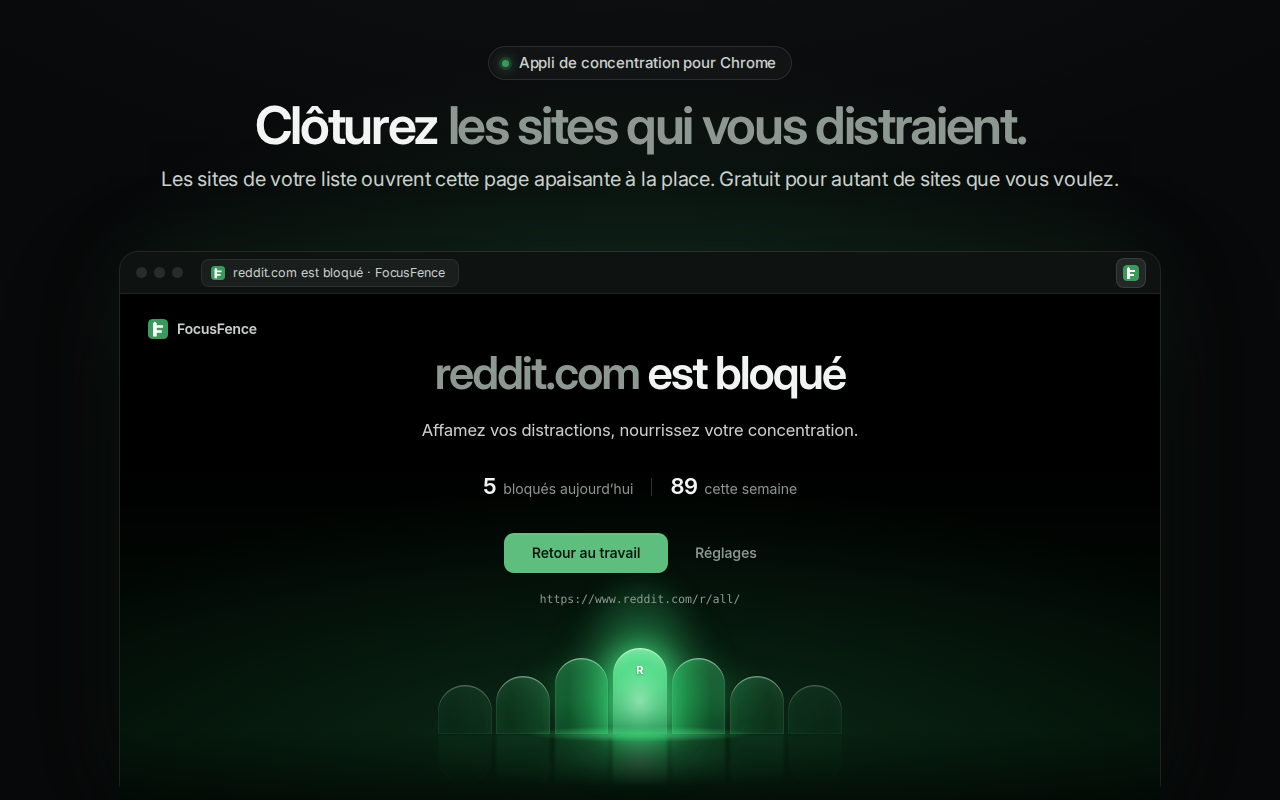 Appli de concentration pour Chrome
Clôturez les sites qui vous distraient.
Les sites de votre liste ouvrent cette page apaisante à la place. Gratuit pour autant de sites que vous voulez.
reddit.com est bloqué · FocusFence
FocusFence
reddit.com est bloqué
Affamez vos distractions, nourrissez votre concentration.
5 bloqués aujourd’hui 89 cette semaine
Retour au travail Réglages
https://www.reddit.com/r/all/
R